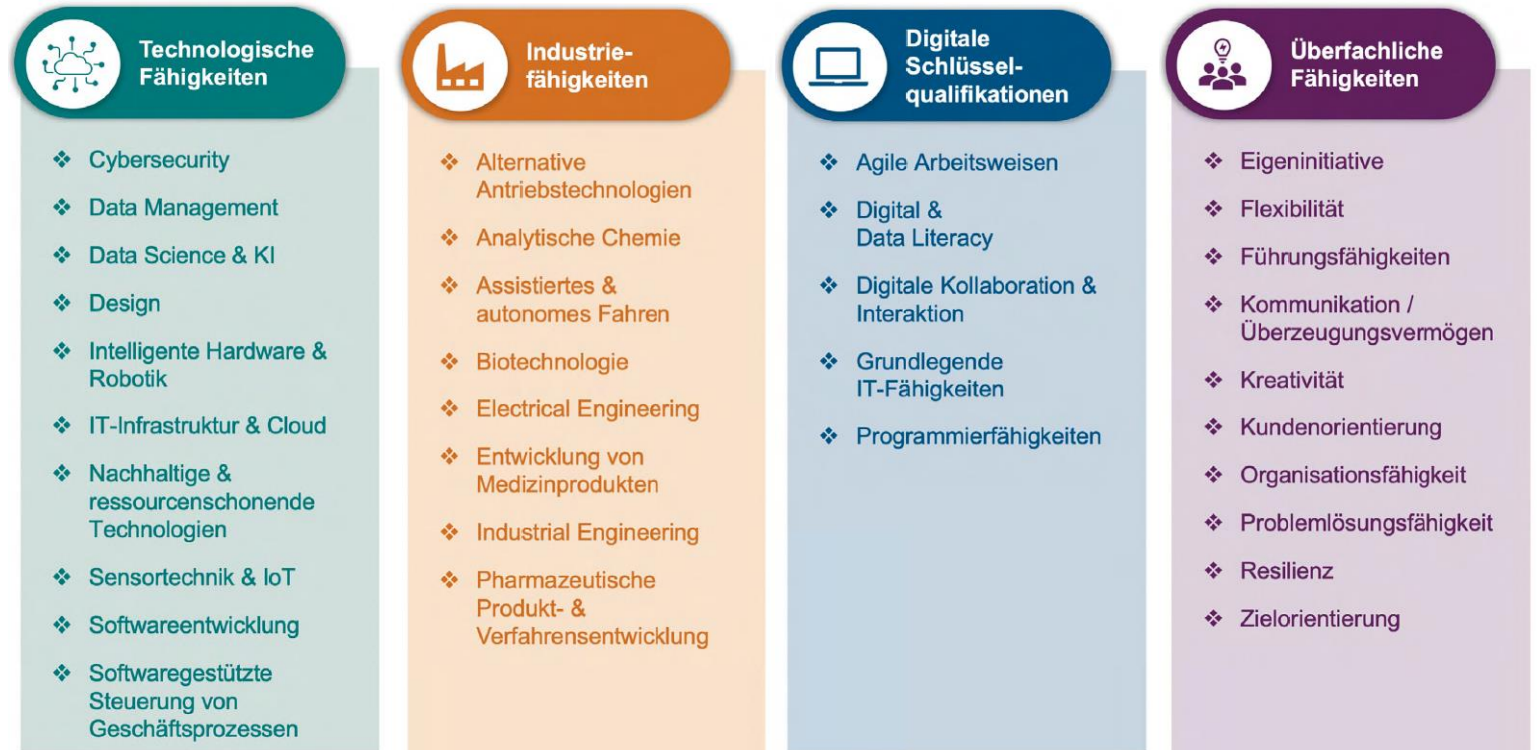 Technologische
Fähigkeiten
❖ Cybersecurity
❖ Data Management
❖ Data Science & KI
❖ Design
❖ Intelligente Hardware &
Robotik
❖ IT-Infrastruktur & Cloud
❖ Nachhaltige &
ressourcenschonende
Technologien
❖ Sensortechnik & IoT
❖ Softwareentwicklung
❖ Softwaregestützte
Steuerung von
Geschäftsprozessen
Industrie-
fähigkeiten
❖ Alternative
Antriebstechnologien
❖ Analytische Chemie
❖ Assistiertes &
autonomes Fahren
❖ Biotechnologie
❖ Electrical Engineering
❖ Entwicklung von
Medizinprodukten
❖ Industrial Engineering
❖ Pharmazeutische
Produkt- &
Verfahrensentwicklung
Digitale
Schlüssel-
qualifikationen
❖ Agile Arbeitsweisen
❖ Digital &
Data Literacy
❖ Digitale Kollaboration &
Interaktion
❖ Grundlegende
IT-Fähigkeiten
❖ Programmierfähigkeiten
Überfachliche
Fähigkeiten
❖ Eigeninitiative
❖ Flexibilität
❖ Führungsfähigkeiten
❖ Kommunikation /
Überzeugungsvermögen
❖ Kreativität
❖ Kundenorientierung
❖ Organisationsfähigkeit
❖ Problemlösungsfähigkeit
❖ Resilienz
❖ Zielorientierung